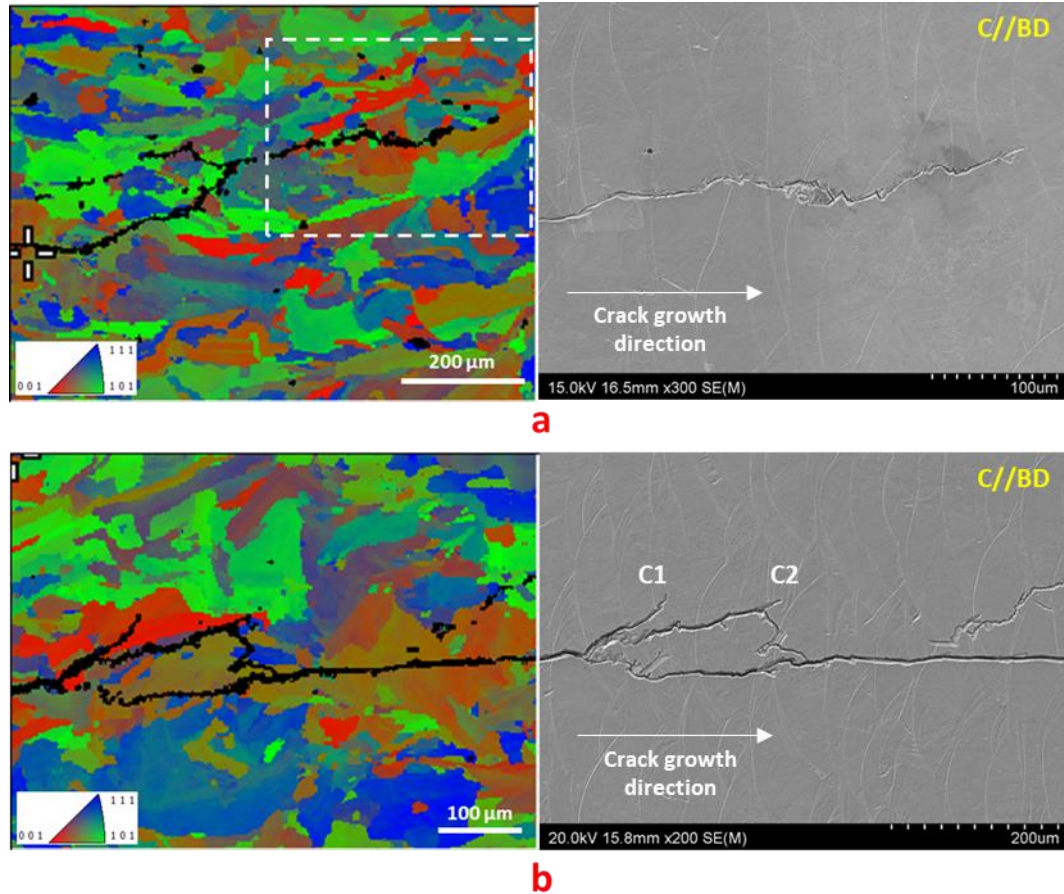 C//BD
111
001 101
200 µm
Crack growth
direction
15.0kV 16.5mm x300 SE(M) 100um
a
C//BD
C1 C2
111
001 101
100 µm
Crack growth
direction
20.0kV 15.8mm x200 SE(M) 200um
b